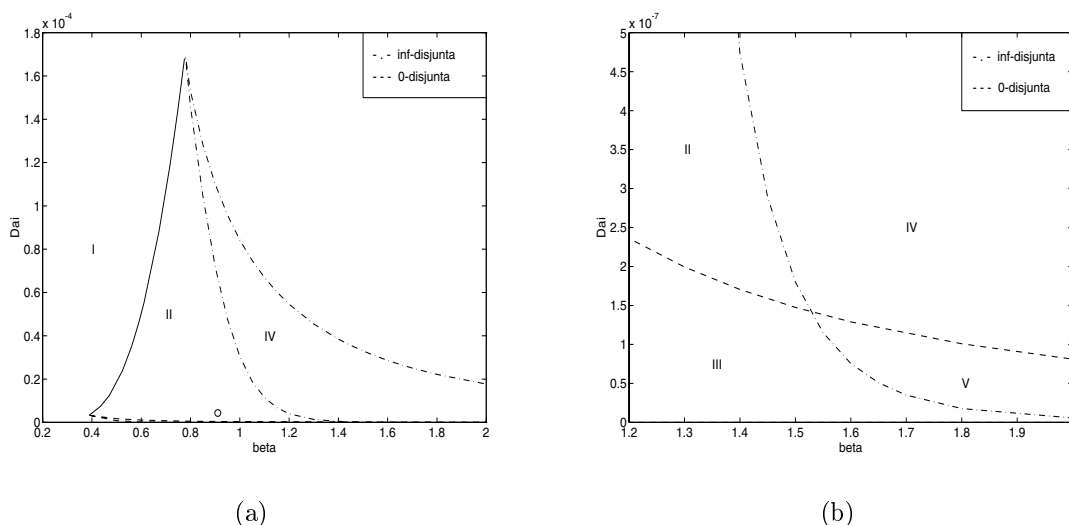 x 10^-4
1.8
1.6
1.4
1.2
1
0.8
0.6
0.4
0.2
0
Dai
inf-disjunta
0-disjunta
I
II
IV
O
0.2 0.4 0.6 0.8 1 1.2 1.4 1.6 1.8 2
beta
(a)
x 10^-7
5
4.5
4
3.5
3
2.5
2
1.5
1
0.5
0
Dai
inf-disjunta
0-disjunta
II
IV
III
V
1.2 1.3 1.4 1.5 1.6 1.7 1.8 1.9
beta
(b)